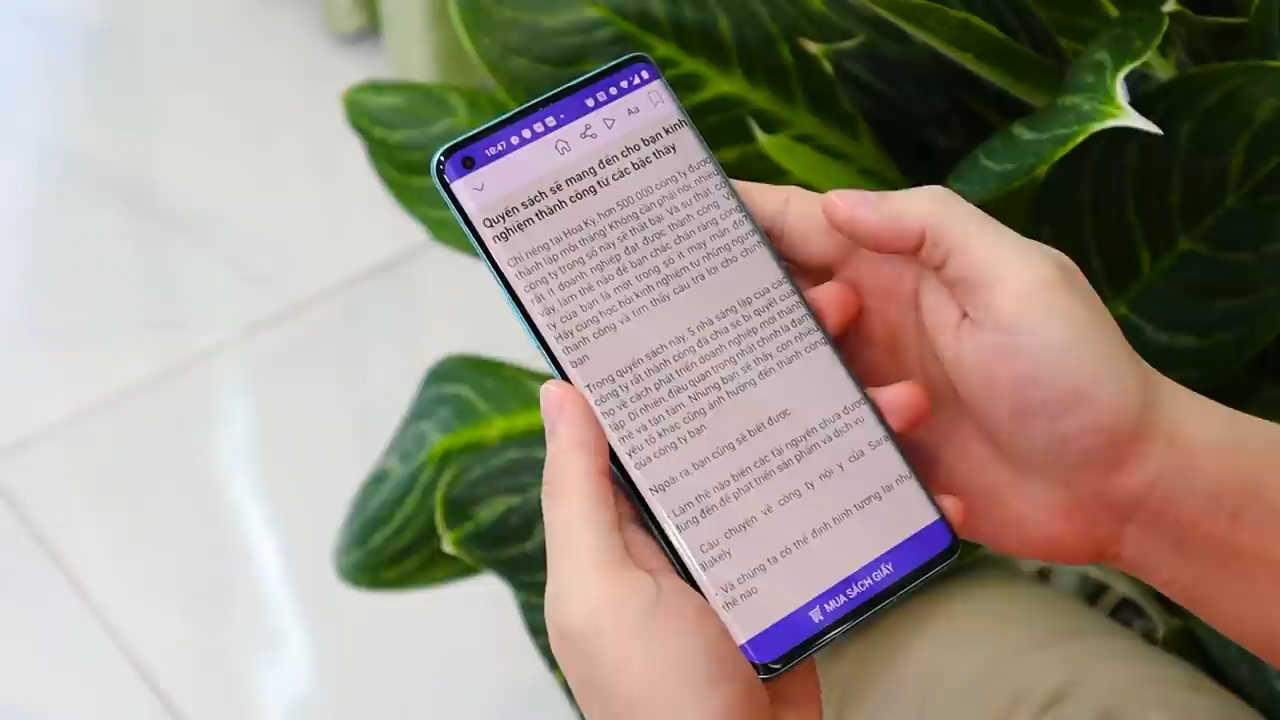 10:47
Aa
Quyển sách sẽ mang đến cho bạn kinh
nghiệm thành công từ các bậc thầy
Chỉ riêng tại Hoa Kỳ, hơn 500 000 công ty được
thành lập mỗi tháng! Không cần phải nói, nhiều
công ty trong số này sẽ thất bại. Và sự thật, có
rất ít doanh nghiệp đạt được thành công. Vì
vậy, làm thế nào để bạn chắc chắn rằng công
ty của bạn là một trong số ít may mắn đó?
Hãy cùng học hỏi kinh nghiệm từ những người
thành công và tìm thấy câu trả lời cho chính
bạn
Trong quyển sách này, 5 nhà sáng lập của các
công ty rất thành công đã chia sẻ bí quyết của
họ về cách phát triển doanh nghiệp mới thành
lập. Dĩ nhiên, điều quan trọng nhất chính là đam
mê và tận tâm. Nhưng bạn sẽ thấy, còn nhiều
yếu tố khác cũng ảnh hưởng đến thành công
của công ty bạn
Ngoài ra, bạn cũng sẽ biết được:
Làm thế nào biến các tài nguyên chưa được
dùng đến để phát triển sản phẩm và dịch vụ
Câu chuyện về công ty nội y của Sara
Blakely
- Và chúng ta có thể định hình tương lai như
thế nào
MUA SÁCH GIẤY